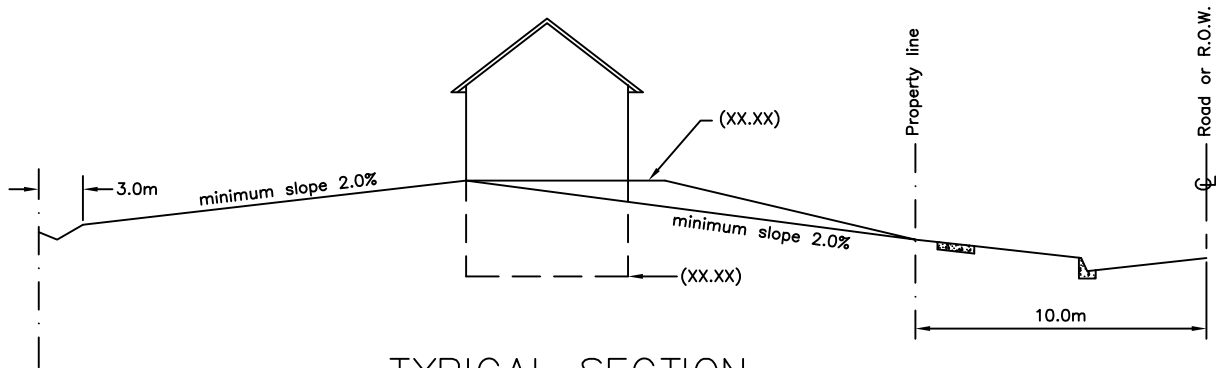 Property line
Road or R.O.W.
(XX.XX)
3.0m
minimum slope 2.0%
minimum slope 2.0%
(XX.XX)
10.0m
TYPICAL SECTION